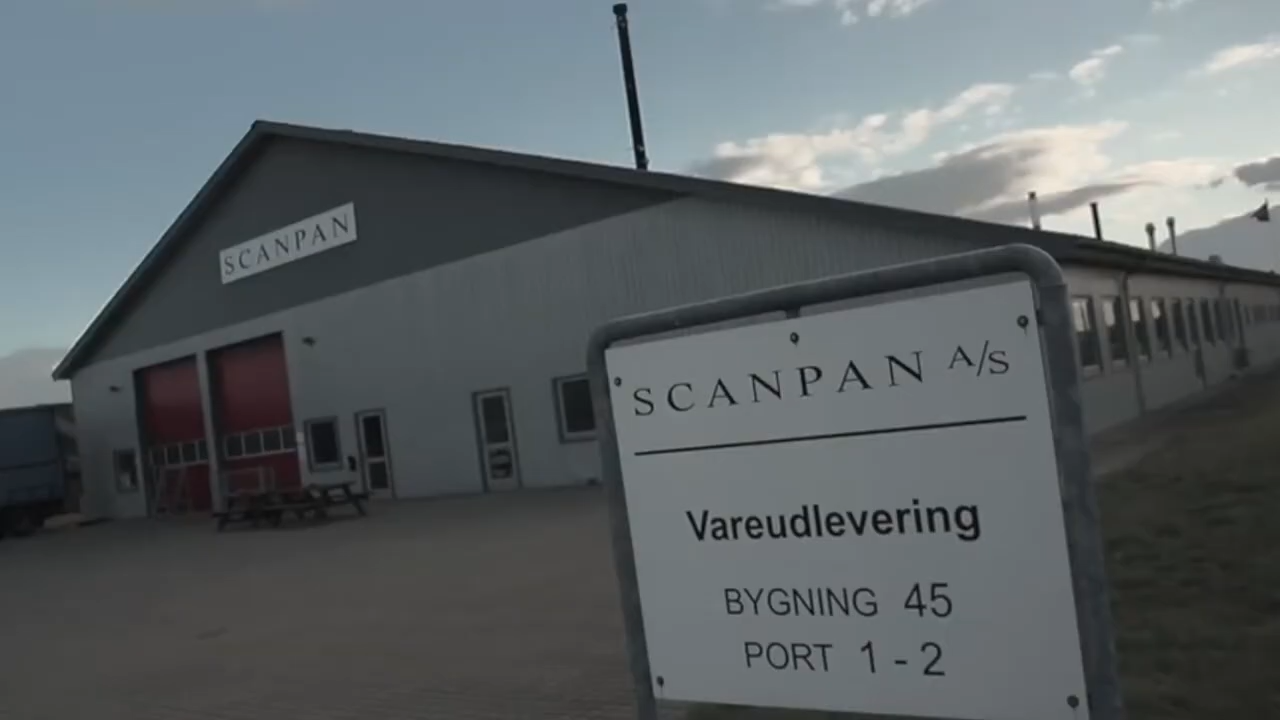 SCANPAN
SCANPAN A/S
Vareudlevering
BYGNING 45
PORT 1 - 2